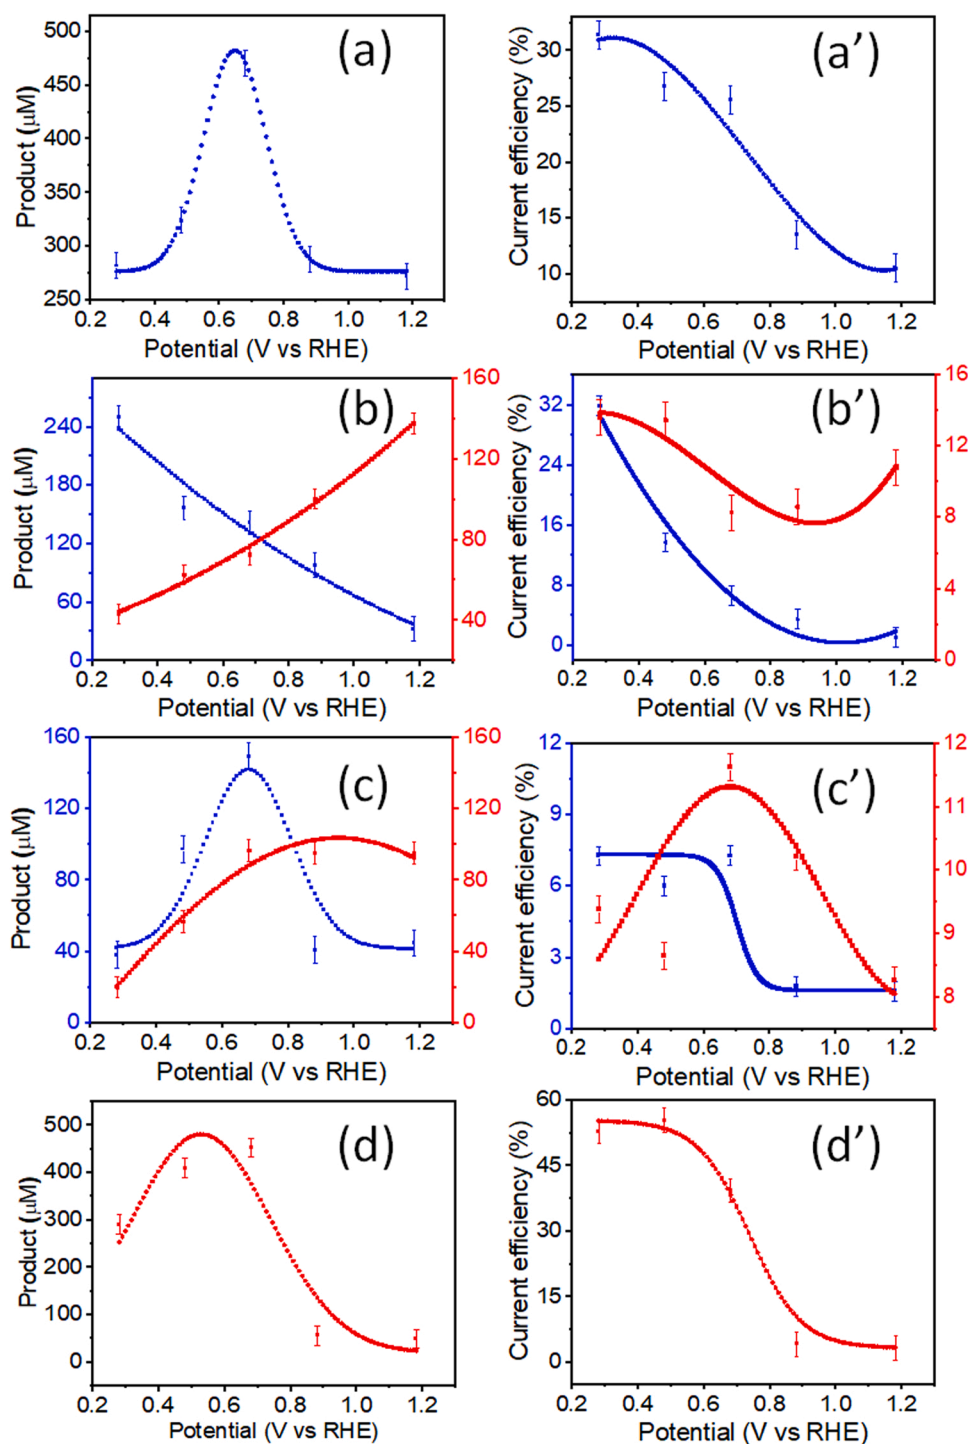 (a)
Product (μM)
500
450
400
350
300
250
0.2 0.4 0.6 0.8 1.0 1.2
Potential (V vs RHE)
(a’)
Current efficiency (%)
30
25
20
15
10
0.2 0.4 0.6 0.8 1.0 1.2
Potential (V vs RHE)
(b)
Product (μM)
240
180
120
60
0
160
120
80
40
0.2 0.4 0.6 0.8 1.0 1.2
Potential (V vs RHE)
(b’)
Current efficiency (%)
32
24
16
8
0
16
12
8
4
0
0.2 0.4 0.6 0.8 1.0 1.2
Potential (V vs RHE)
(c)
Product (μM)
160
120
80
40
0
160
120
80
40
0
0.2 0.4 0.6 0.8 1.0 1.2
Potential (V vs RHE)
(c’)
Current efficiency (%)
12
9
6
3
0
12
11
10
9
8
0.2 0.4 0.6 0.8 1.0 1.2
Potential (V vs RHE)
(d)
Product (μM)
500
400
300
200
100
0
0.2 0.4 0.6 0.8 1.0 1.2
Potential (V vs RHE)
(d’)
Current efficiency (%)
60
45
30
15
0
0.2 0.4 0.6 0.8 1.0 1.2
Potential (V vs RHE)